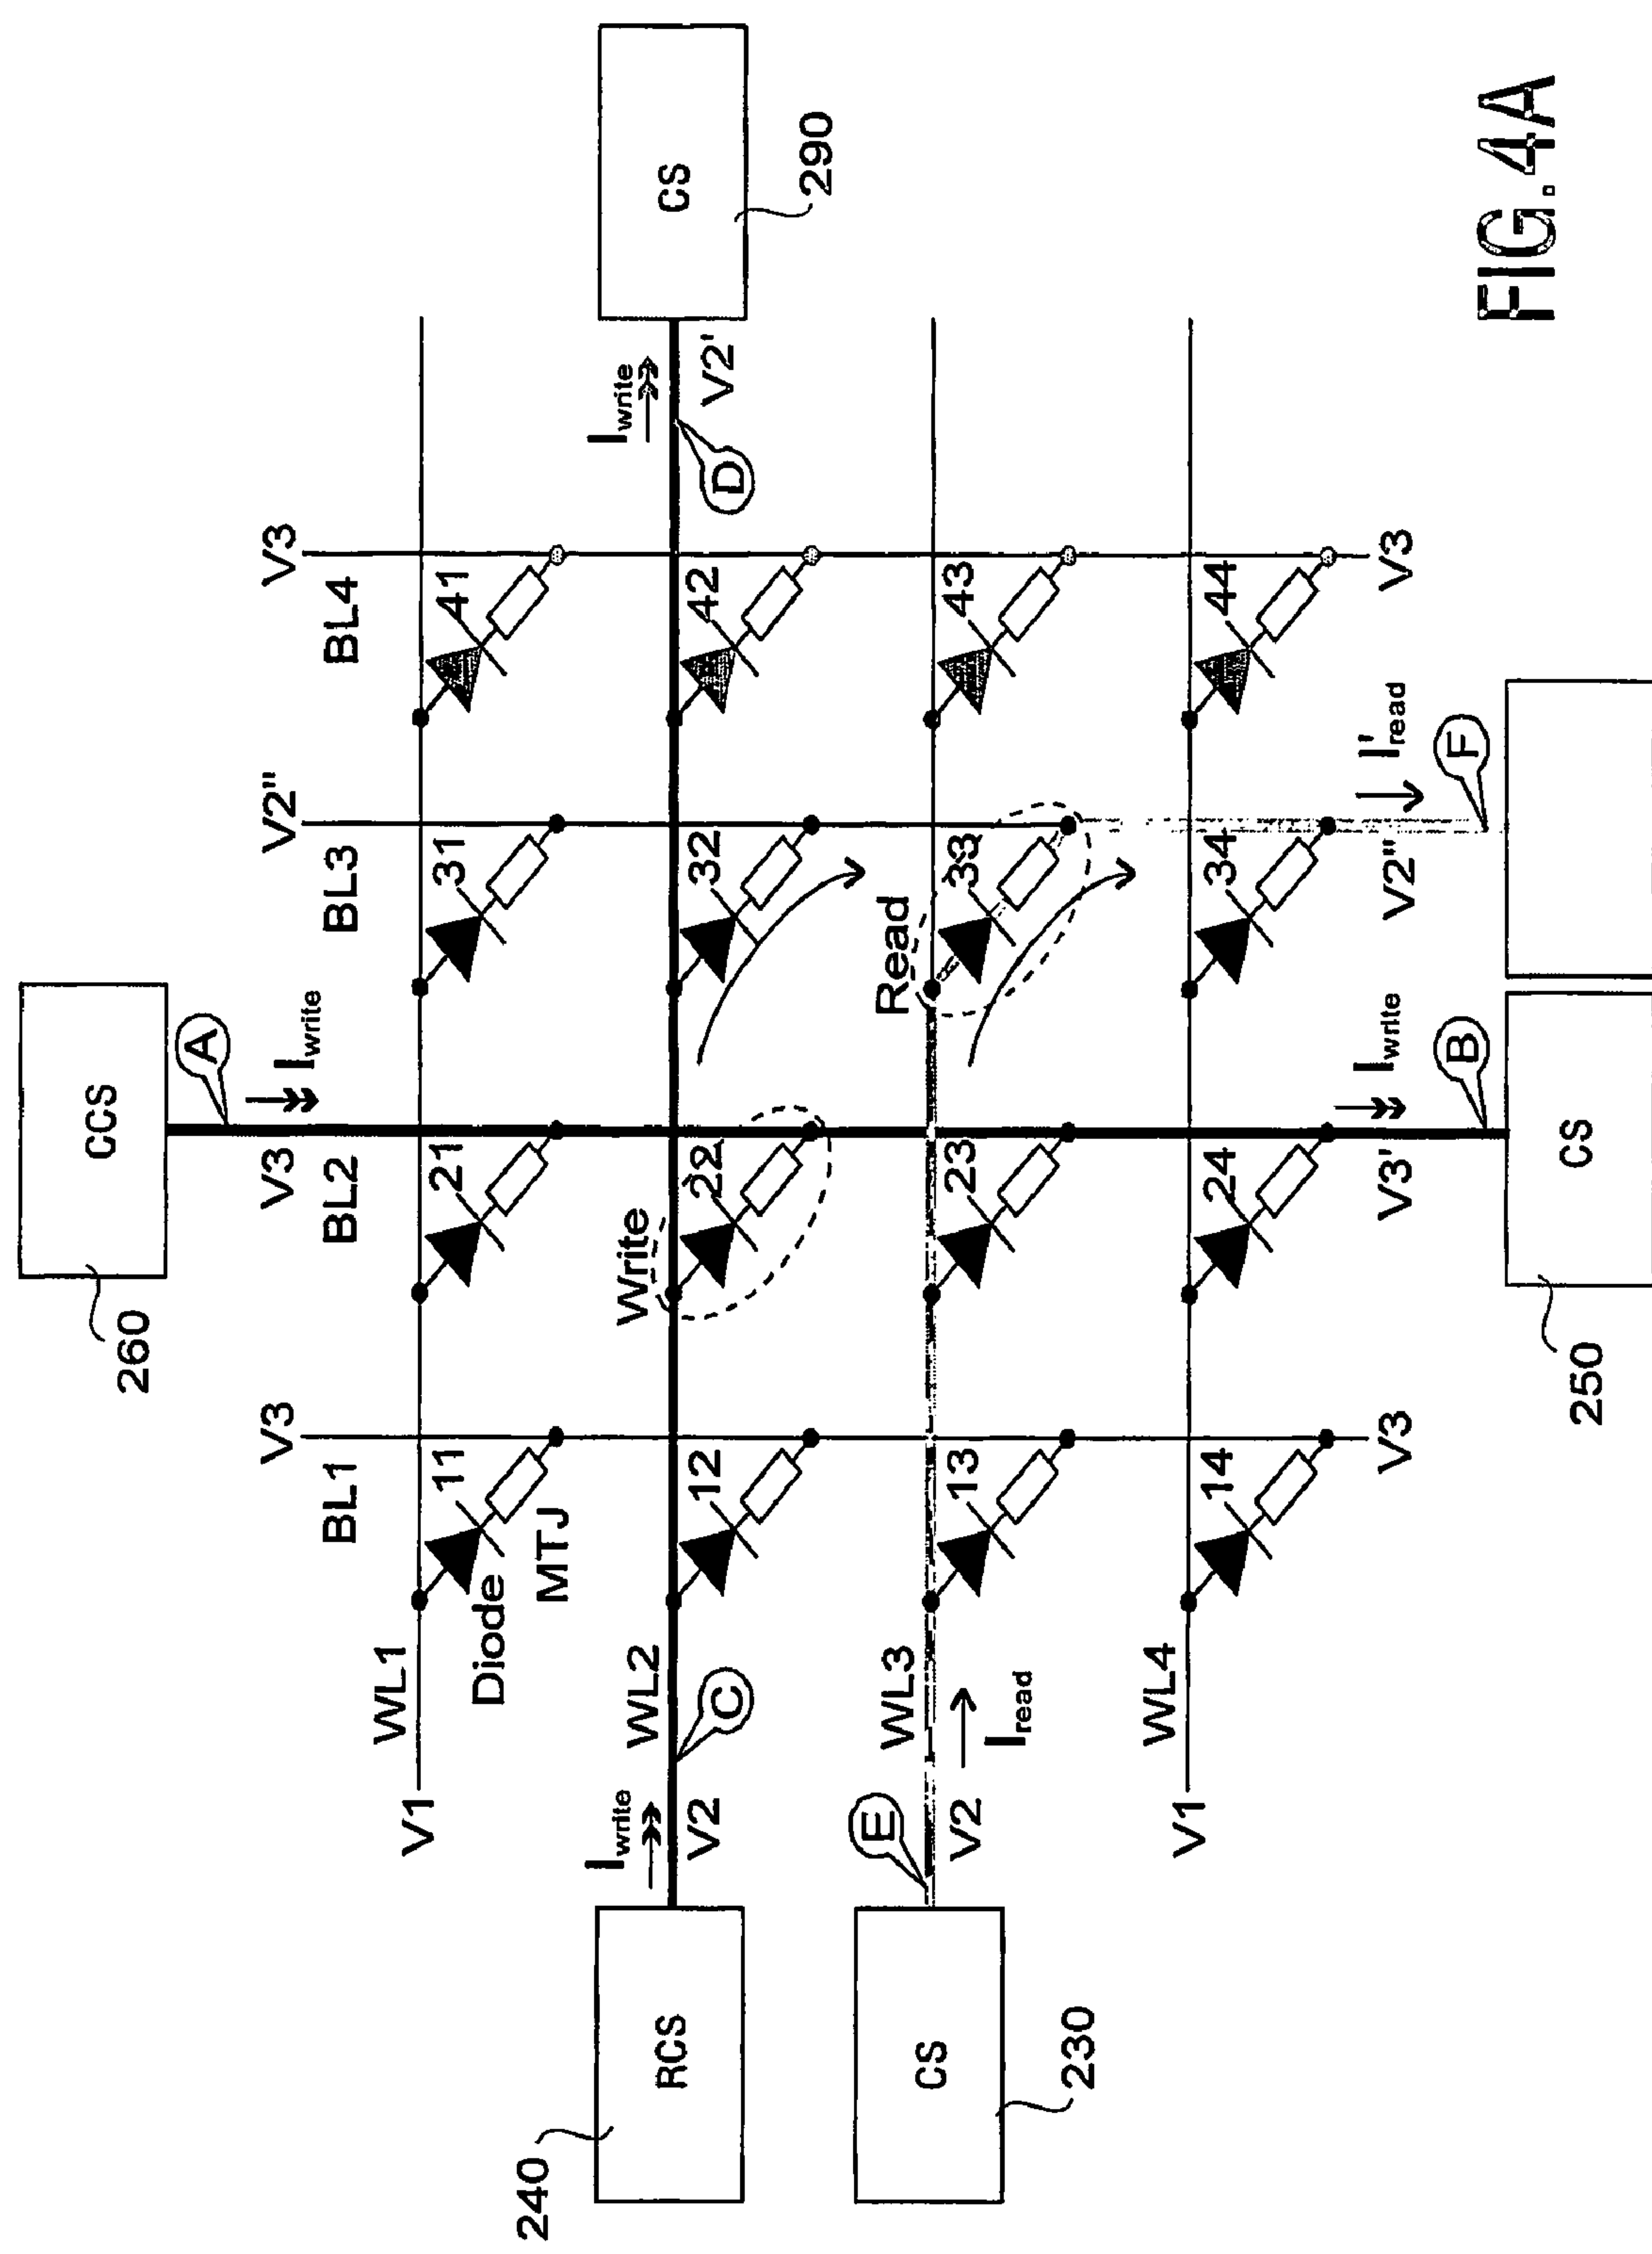 CCS
260
A
Iwrite
V3
BL1
V3
BL2
V2"
BL3
V3
BL4
V1
WL1
11
21
31
41
Diode
MTJ
RCS
240
Iwrite
V2
WL2
C
Write
12
22
32
42
D
Iwrite
V2'
CS
290
CS
230
E
V2
WL3
Iread
Read
13
23
33
43
V1
WL4
14
24
34
44
V3
V3'
Iwrite
B
V2"
I'read
F
V3
CS
250
FIG.4A